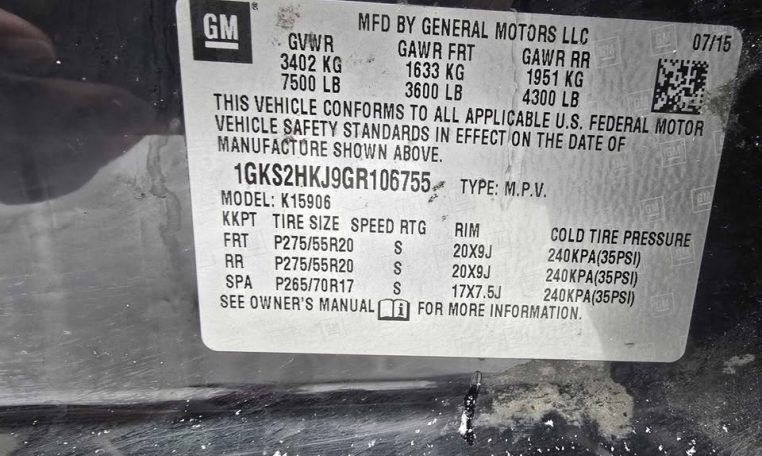 GM
MFD BY GENERAL MOTORS LLC 07/15
GVWR GAWR FRT GAWR RR
3402 KG 1633 KG 1951 KG
7500 LB 3600 LB 4300 LB
THIS VEHICLE CONFORMS TO ALL APPLICABLE U.S. FEDERAL MOTOR
VEHICLE SAFETY STANDARDS IN EFFECT ON THE DATE OF
MANUFACTURE SHOWN ABOVE.
1GKS2HKJ9GR106755 TYPE: M.P.V.
MODEL: K15906
KKPT TIRE SIZE SPEED RTG RIM COLD TIRE PRESSURE
FRT P275/55R20 S 20X9J 240KPA(35PSI)
RR P275/55R20 S 20X9J 240KPA(35PSI)
SPA P265/70R17 S 17X7.5J 240KPA(35PSI)
SEE OWNER'S MANUAL FOR MORE INFORMATION.